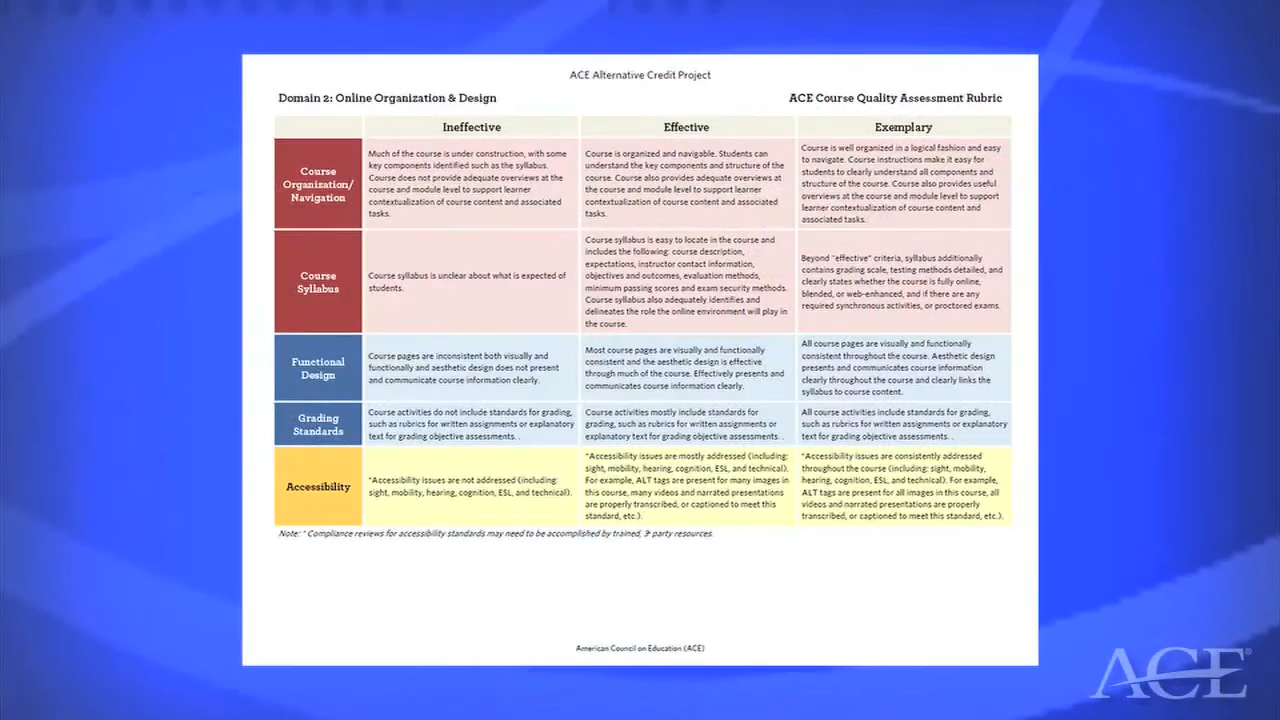 ACE Alternative Credit Project
Domain 2: Online Organization & Design
ACE Course Quality Assessment Rubric
Ineffective
Effective
Exemplary
Course
Organization/
Navigation
Much of the course is under construction, with some
key components identified such as the syllabus.
Course does not provide adequate overviews at the
course and module level to support learner
contextualization of course content and associated
tasks.
Course is organized and navigable. Students can
understand the key components and structure of the
course. Course also provides adequate overviews at
the course and module level to support learner
contextualization of course content and associated
tasks.
Course is well organized in a logical fashion and easy
to navigate. Course instructions make it easy for
students to clearly understand all components and
structure of the course. Course also provides useful
overviews at the course and module level to support
learner contextualization of course content and
associated tasks.
Course
Syllabus
Course syllabus is unclear about what is expected of
students.
Course syllabus is easy to locate in the course and
includes the following: course description,
expectations, instructor contact information,
objectives and outcomes, evaluation methods,
minimum passing scores and exam security methods.
Course syllabus also adequately identifies and
delineates the role the online environment will play in
the course.
Beyond "effective" criteria, syllabus additionally
contains grading scale, testing methods detailed, and
clearly states whether the course is fully online,
blended, or web-enhanced, and if there are any
required synchronous activities, or proctored exams.
Functional
Design
Course pages are inconsistent both visually and
functionally and aesthetic design does not present
and communicate course information clearly.
Most course pages are visually and functionally
consistent and the aesthetic design is effective
through much of the course. Effectively presents and
communicates course information clearly.
All course pages are visually and functionally
consistent throughout the course. Aesthetic design
presents and communicates course information
clearly throughout the course and clearly links the
syllabus to course content.
Grading
Standards
Course activities do not include standards for grading,
such as rubrics for written assignments or explanatory
text for grading objective assessments. .
Course activities mostly include standards for
grading, such as rubrics for written assignments or
explanatory text for grading objective assessments. .
All course activities include standards for grading,
such as rubrics for written assignments or explanatory
text for grading objective assessments. .
Accessibility
*Accessibility issues are not addressed (including:
sight, mobility, hearing, cognition, ESL, and technical).
*Accessibility issues are mostly addressed (including:
sight, mobility, hearing, cognition, ESL, and technical).
For example, ALT tags are present for many images in
this course, many videos and narrated presentations
are properly transcribed, or captioned to meet this
standard, etc.).
*Accessibility issues are consistently addressed
throughout the course (including: sight, mobility,
hearing, cognition, ESL, and technical). For example,
ALT tags are present for all images in this course, all
videos and narrated presentations are properly
transcribed, or captioned to meet this standard, etc.).
Note: * Compliance reviews for accessibility standards may need to be accomplished by trained, 3r party resources.
American Council on Education (ACE)
ACE®